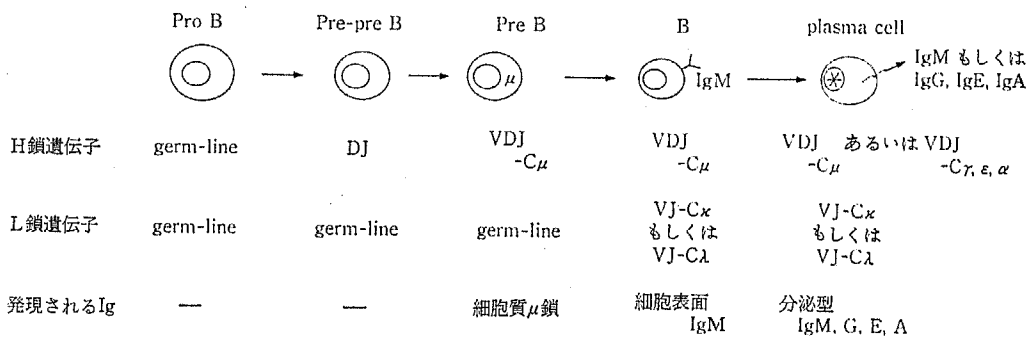 Pro B Pre-pre B Pre B B plasma cell
μ IgM IgM もしくは
IgG, IgE, IgA
H鎖遺伝子 germ-line DJ VDJ VDJ VDJ あるいは VDJ
-Cμ -Cμ -Cμ -Cγ, ε, α
L鎖遺伝子 germ-line germ-line germ-line VJ-Cκ VJ-Cκ
もしくは もしくは
VJ-Cλ VJ-Cλ
発現されるIg — — 細胞質μ鎖 細胞表面 分泌型
IgM IgM, G, E, A